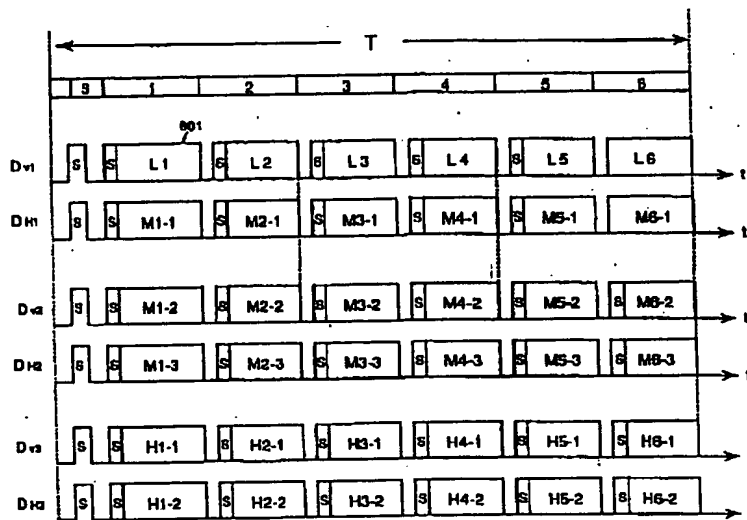 T
S 1 2 3 4 5 6
601
Dv1 S S L1 S L2 S L3 S L4 S L5 L6 t
DH1 S S M1-1 S M2-1 S M3-1 S M4-1 S M5-1 M6-1 t
Dv2 S S M1-2 S M2-2 S M3-2 S M4-2 S M5-2 S M6-2 t
DH2 S S M1-3 S M2-3 S M3-3 S M4-3 S M5-3 S M6-3 t
Dv3 S S H1-1 S H2-1 S H3-1 S H4-1 S H5-1 S H6-1
DH3 S S H1-2 S H2-2 S H3-2 S H4-2 S H5-2 S H6-2